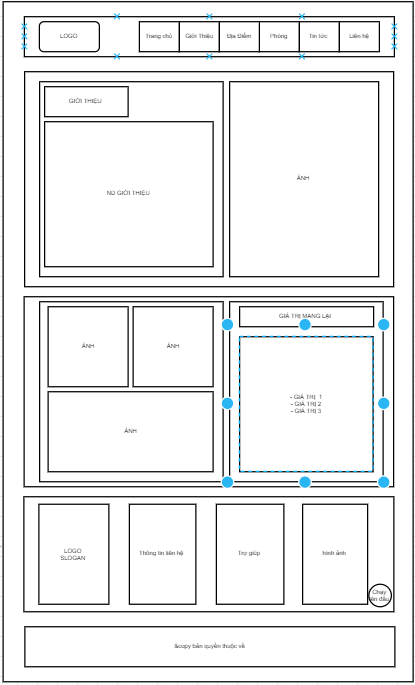 LOGO
Trang chủ
Giới Thiệu
Địa Điểm
Phòng
Tin tức
Liên hệ
GIỚI THIỆU
ND GIỚI THIỆU
ẢNH
ẢNH
ẢNH
ẢNH
GIÁ TRỊ MANG LẠI
- GIÁ TRỊ 1
- GIÁ TRỊ 2
- GIÁ TRỊ 3
LOGO
SLOGAN
Thông tin liên hệ
Trợ giúp
hình ảnh
Chạy
lên đầu
&copy bản quyền thuộc về